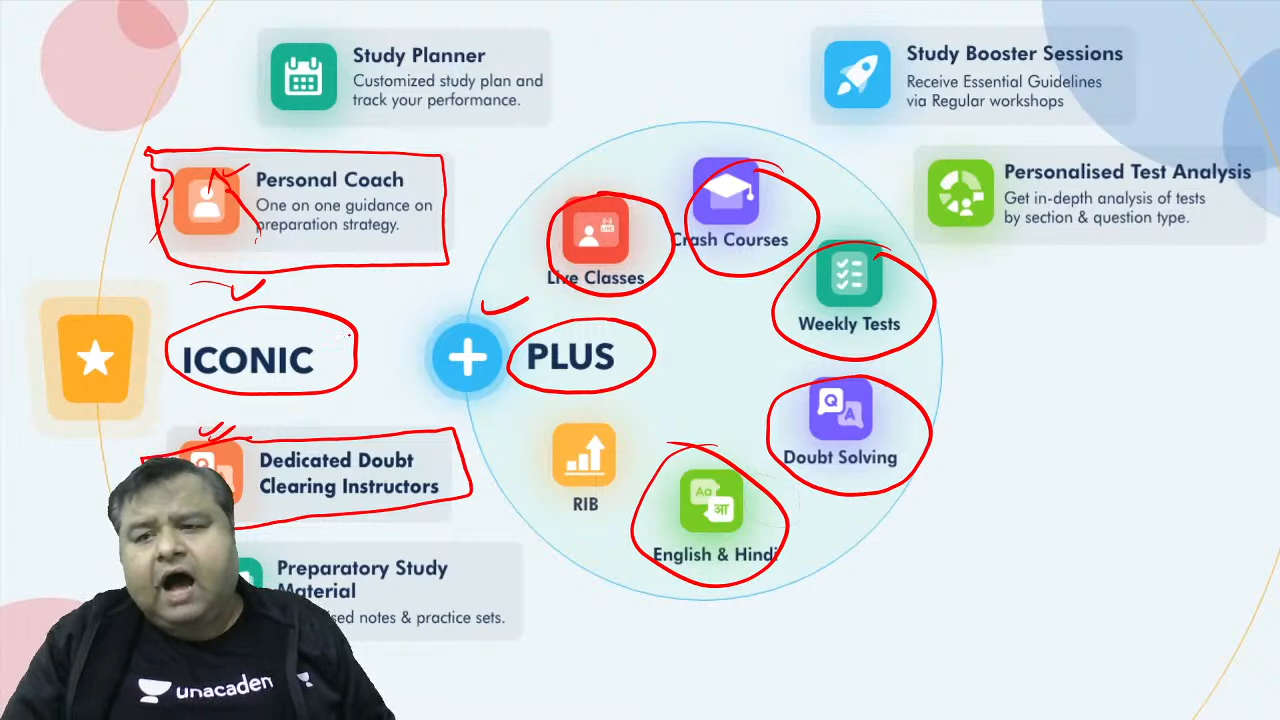 Study Planner
Customized study plan and
track your performance.
Study Booster Sessions
Receive Essential Guidelines
via Regular workshops
Personal Coach
One on one guidance on
preparation strategy.
Personalised Test Analysis
Get in-depth analysis of tests
by section & question type.
Live Classes
Crash Courses
Weekly Tests
ICONIC
PLUS
Q
A
Doubt Solving
Dedicated Doubt
Clearing Instructors
RIB
Aa
आ
English & Hindi
Preparatory Study
Material
notes & practice sets.
unacadem